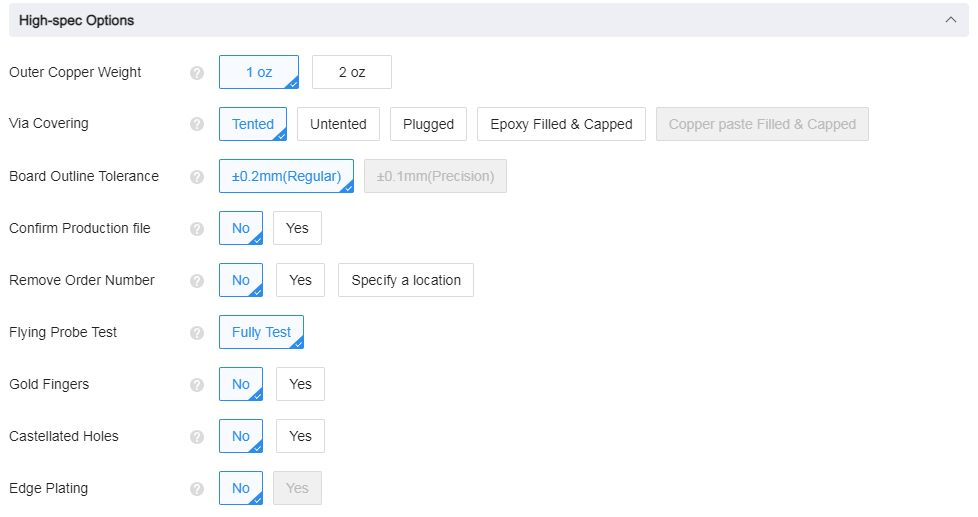 High-spec Options
Outer Copper Weight ? 1 oz 2 oz
Via Covering ? Tented Untented Plugged Epoxy Filled & Capped Copper paste Filled & Capped
Board Outline Tolerance ? ±0.2mm(Regular) ±0.1mm(Precision)
Confirm Production file ? No Yes
Remove Order Number ? No Yes Specify a location
Flying Probe Test ? Fully Test
Gold Fingers ? No Yes
Castellated Holes ? No Yes
Edge Plating ? No Yes